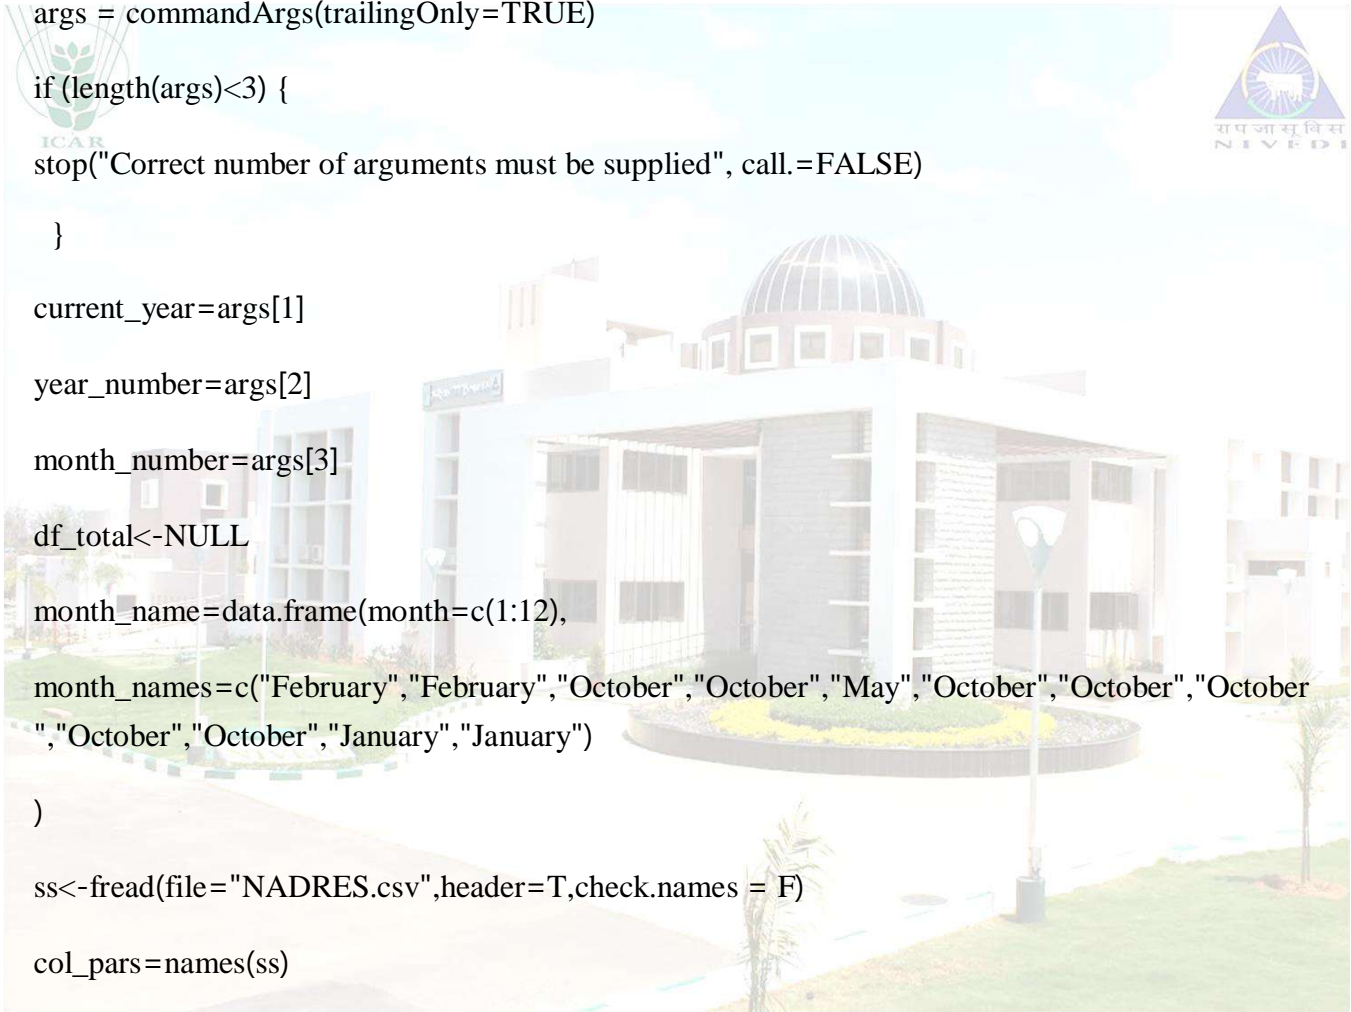 args = commandArgs(trailingOnly=TRUE)
if (length(args)<3) {
ICAR
राप जा सू वि स
NIVEDI
stop("Correct number of arguments must be supplied", call.=FALSE)
}
current_year=args[1]
year_number=args[2]
month_number=args[3]
df_total<-NULL
month_name=data.frame(month=c(1:12),
month_names=c("February","February","October","October","May","October","October","October
","October","October","January","January")
)
ss<-fread(file="NADRES.csv",header=T,check.names = F)
col_pars=names(ss)